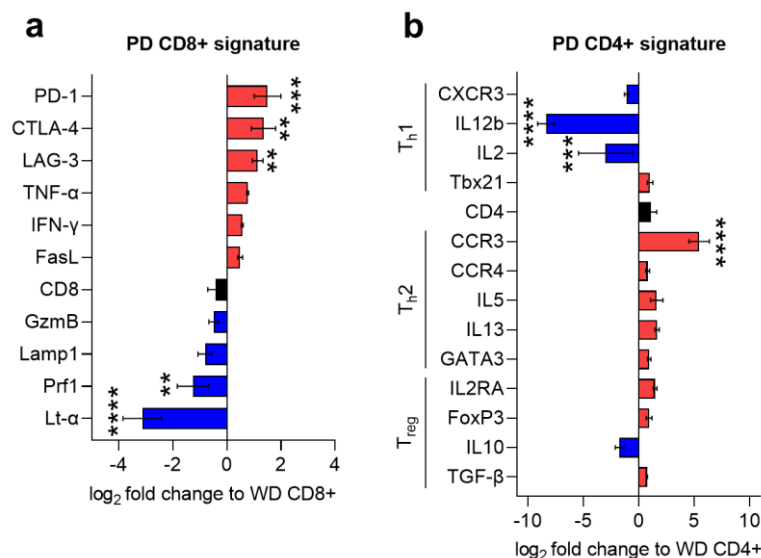 a
PD CD8+ signature
PD-1
***
CTLA-4
**
LAG-3
**
TNF-α
IFN-γ
FasL
CD8
GzmB
Lamp1
Prf1
**
Lt-α
****
-4 -2 0 2 4
log2 fold change to WD CD8+
b
PD CD4+ signature
Th1
CXCR3
IL12b
****
IL2
***
Tbx21
CD4
Th2
CCR3
****
CCR4
IL5
IL13
GATA3
Treg
IL2RA
FoxP3
IL10
TGF-β
-10 -5 0 5 10
log2 fold change to WD CD4+